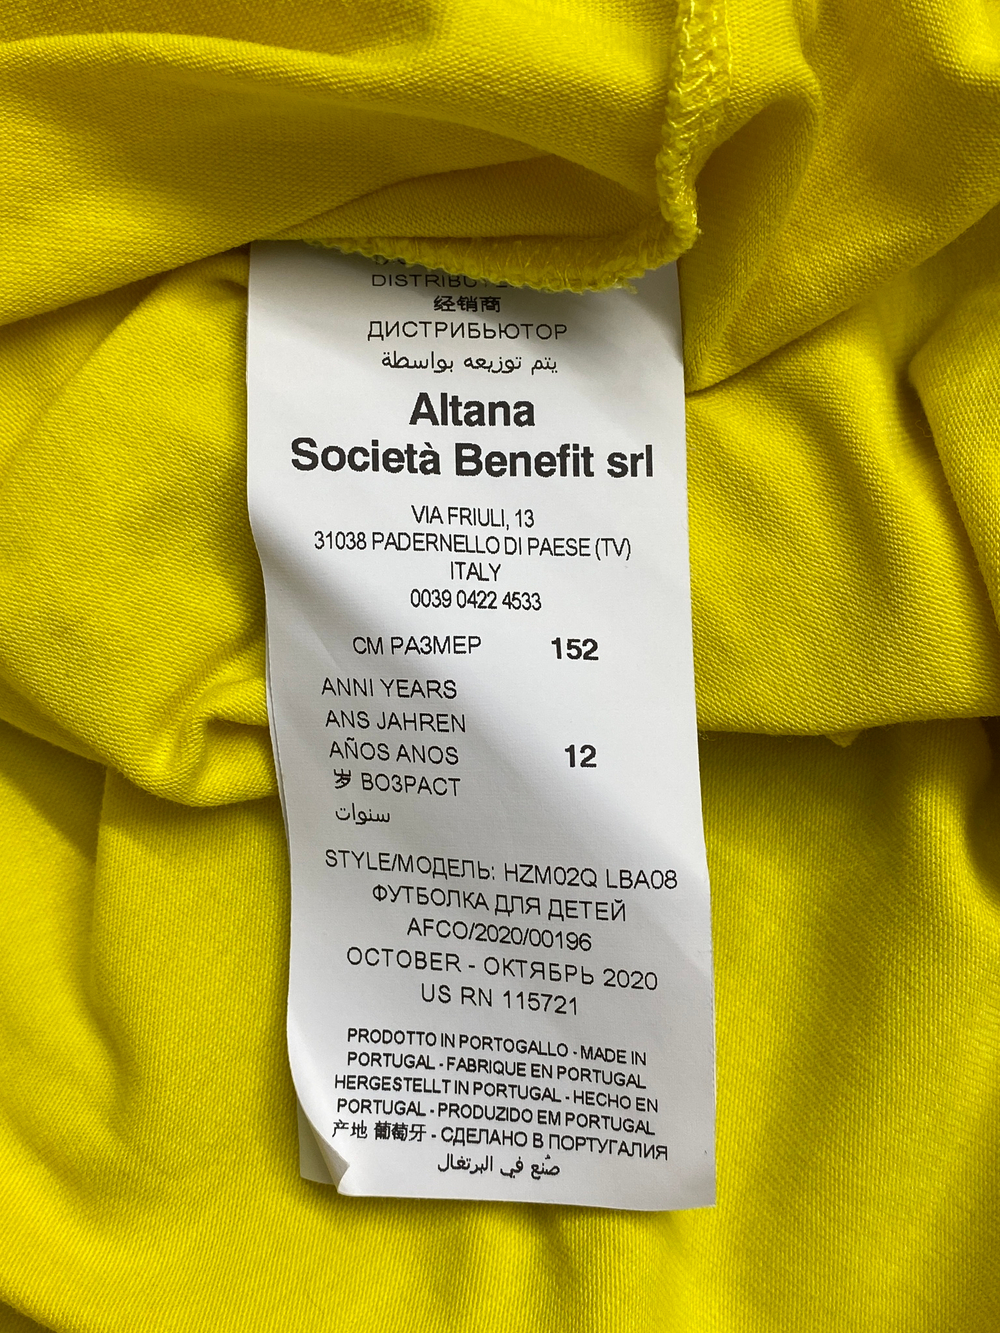 经销商
ДИСТРИБЬЮТОР
يتم توزيعه بواسطة
Altana
Società Benefit srl
VIA FRIULI, 13
31038 PADERNELLO DI PAESE (TV)
ITALY
0039 0422 4533
СМ РАЗМЕР 152
ANNI YEARS
ANS JAHREN
AÑOS ANOS 12
岁 ВОЗРАСТ
سنوات
STYLE/МОДЕЛЬ: HZM02Q LBA08
ФУТБОЛКА ДЛЯ ДЕТЕЙ
AFCO/2020/00196
OCTOBER - ОКТЯБРЬ 2020
US RN 115721
PRODOTTO IN PORTOGALLO - MADE IN
PORTUGAL - FABRIQUE EN PORTUGAL
HERGESTELLT IN PORTUGAL - HECHO EN
PORTUGAL - PRODUZIDO EM PORTUGAL
产地 葡萄牙 - СДЕЛАНО В ПОРТУГАЛИЯ
صُنع في البرتغال